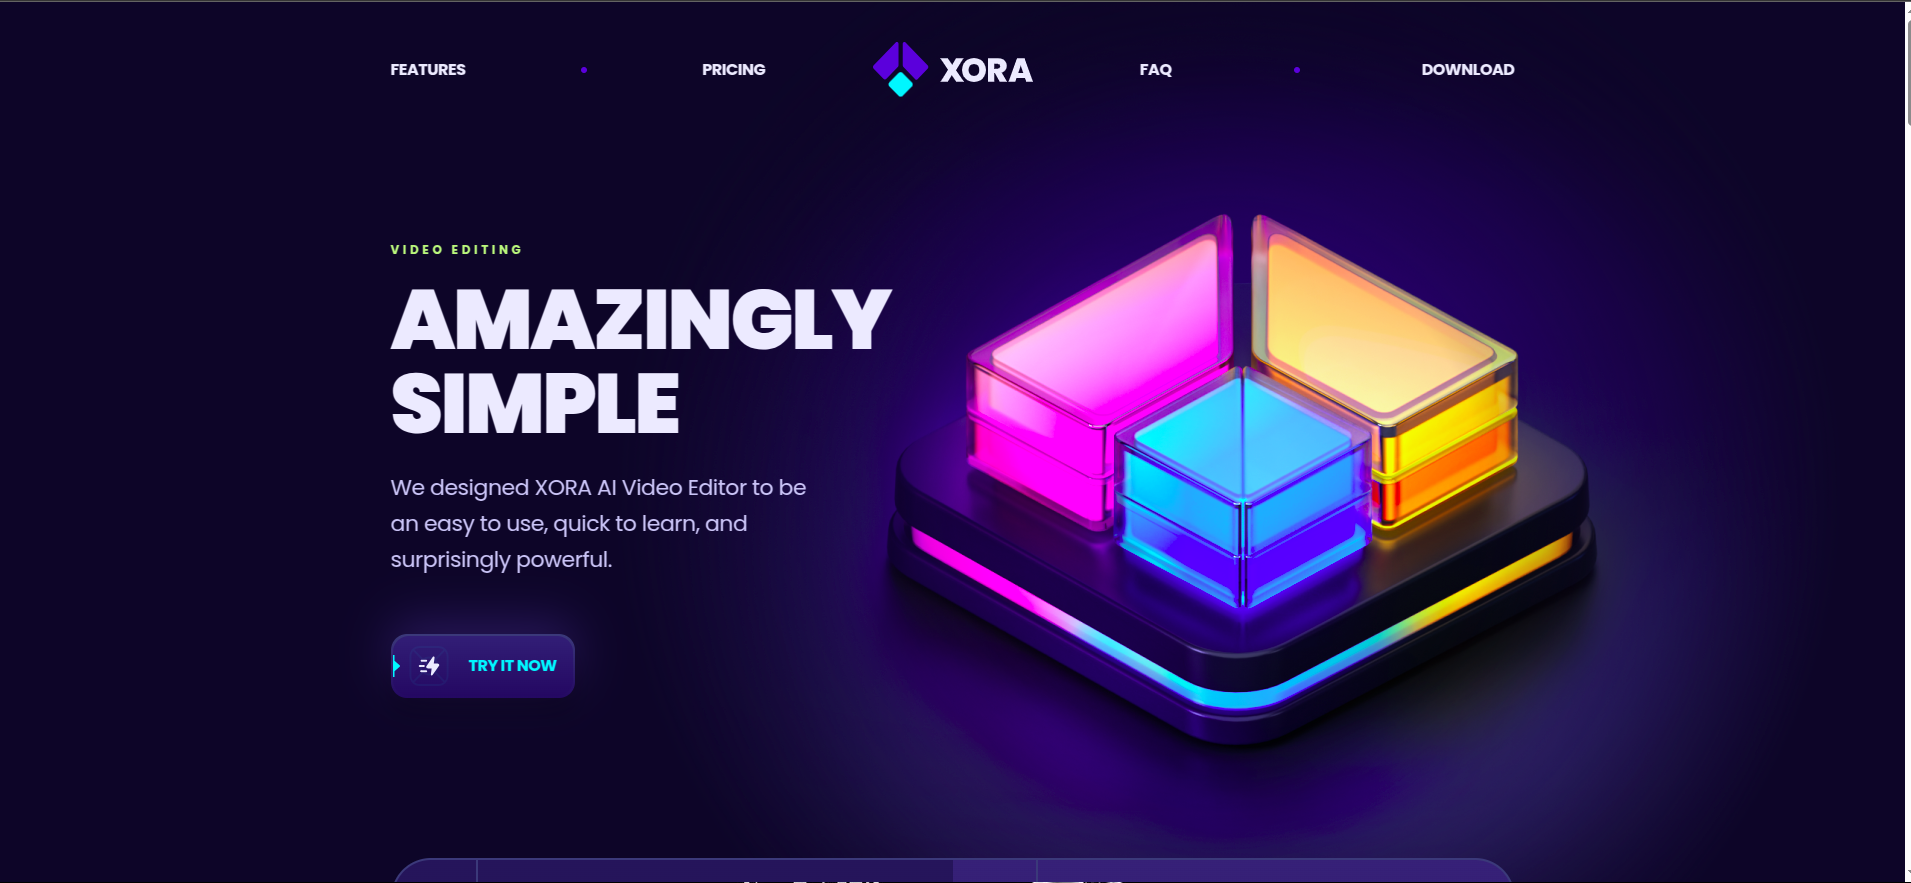 FEATURES
PRICING
XORA
FAQ
DOWNLOAD
VIDEO EDITING
AMAZINGLY
SIMPLE
We designed XORA AI Video Editor to be
an easy to use, quick to learn, and
surprisingly powerful.
TRY IT NOW